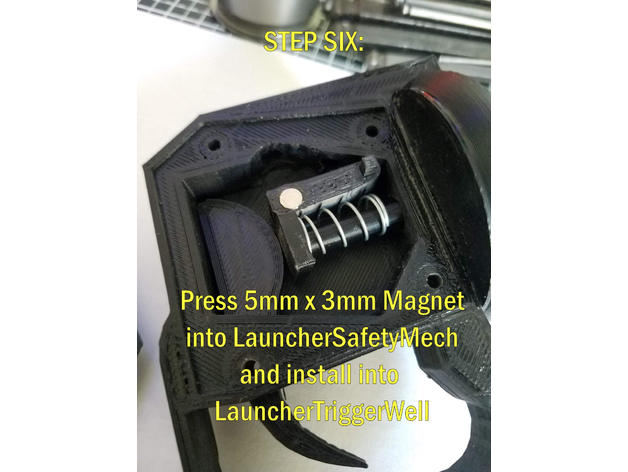 STEP SIX:
Press 5mm x 3mm Magnet
into LauncherSafetyMech
and install into
LauncherTriggerWell